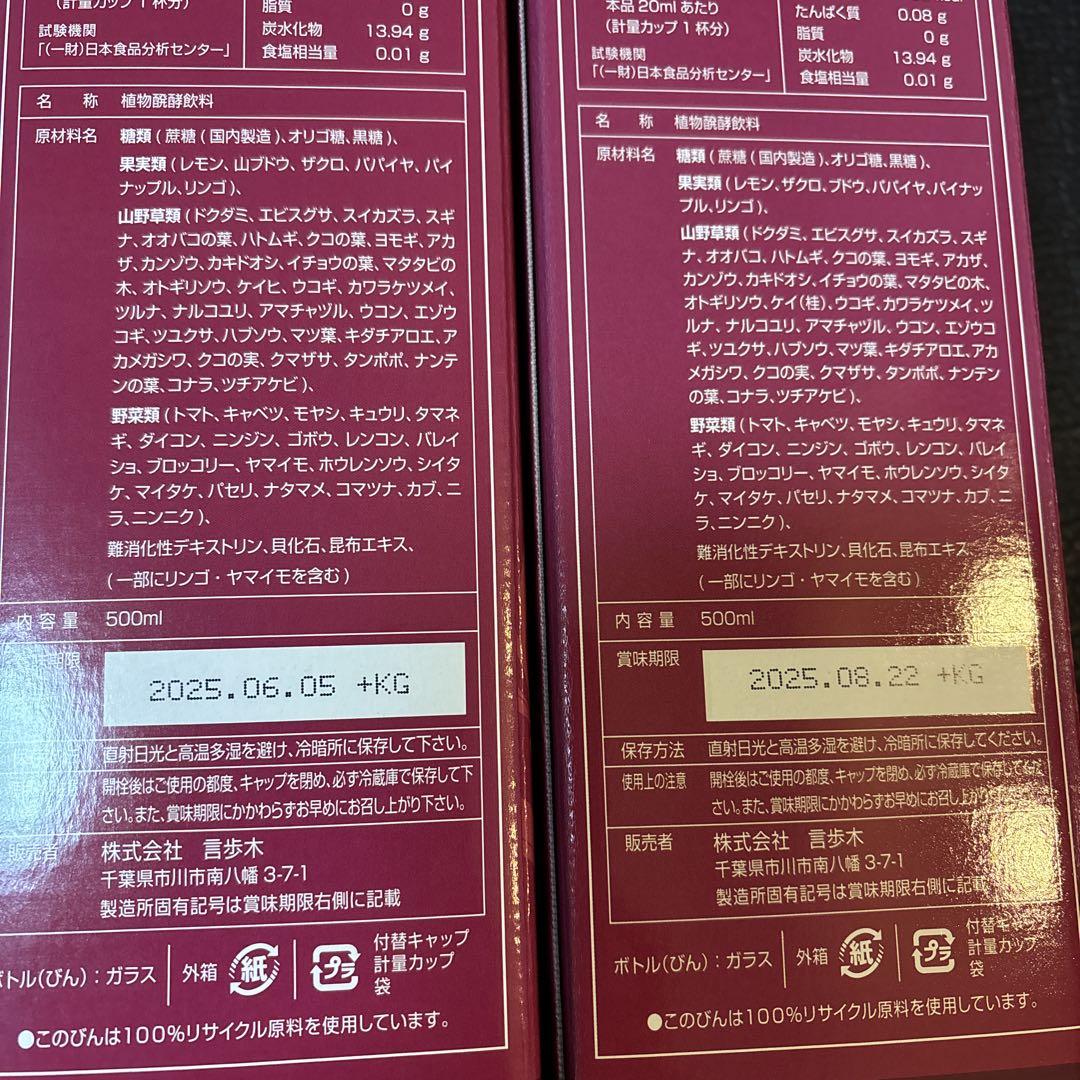 (計量カップ 1 杯分)
試験機関
「(一財)日本食品分析センター」
脂質 0 g
炭水化物 13.94 g
食塩相当量 0.01 g
名 称 植物醗酵飲料
原材料名 糖類 ( 蔗糖 ( 国内製造 )、オリゴ糖、黒糖 )、
果実類 ( レモン、山ブドウ、ザクロ、パパイヤ、パイ
ナップル、リンゴ )、
山野草類 ( ドクダミ、エビスグサ、スイカズラ、スギ
ナ、オオバコの葉、ハトムギ、クコの葉、ヨモギ、アカ
ザ、カンゾウ、カキドオシ、イチョウの葉、マタタビの
木、オトギリソウ、ケイヒ、ウコギ、カワラケツメイ、
ツルナ、ナルコユリ、アマチャヅル、ウコン、エゾウ
コギ、ツユクサ、ハブソウ、マツ葉、キダチアロエ、ア
カメガシワ、クコの実、クマザサ、タンポポ、ナンテ
ンの葉、コナラ、ツチアケビ )、
野菜類 ( トマト、キャベツ、モヤシ、キュウリ、タマネ
ギ、ダイコン、ニンジン、ゴボウ、レンコン、バレイ
ショ、ブロッコリー、ヤマイモ、ホウレンソウ、シイタ
ケ、マイタケ、パセリ、ナタマメ、コマツナ、カブ、ニ
ラ、ニンニク )、
難消化性デキストリン、貝化石、昆布エキス、
( 一部にリンゴ・ヤマイモを含む )
内 容 量 500ml
賞味期限 2025.06.05 +KG
直射日光と高温多湿を避け、冷暗所に保存して下さい。
開栓後はご使用の都度、キャップを閉め、必ず冷蔵庫で保存して下
さい。また、賞味期限にかかわらずお早めにお召し上がり下さい。
販売者 株式会社 言歩木
千葉県市川市南八幡 3-7-1
製造所固有記号は賞味期限右側に記載
ボトル(びん) : ガラス
外箱 紙
プラ
付替キャップ
計量カップ
袋
●このびんは100%リサイクル原料を使用しています。
本品 20ml あたり
(計量カップ 1 杯分)
試験機関
「(一財)日本食品分析センター」
たんぱく質 0.08 g
脂質 0 g
炭水化物 13.94 g
食塩相当量 0.01 g
名 称 植物醗酵飲料
原材料名 糖類 ( 蔗糖 ( 国内製造 )、オリゴ糖、黒糖 )、
果実類 ( レモン、ザクロ、ブドウ、パパイヤ、パイナッ
プル、リンゴ )、
山野草類 ( ドクダミ、エビスグサ、スイカズラ、スギ
ナ、オオバコ、ハトムギ、クコの葉、ヨモギ、アカザ、
カンゾウ、カキドオシ、イチョウの葉、マタタビの木、
オトギリソウ、ケイ(桂)、ウコギ、カワラケツメイ、ツ
ルナ、ナルコユリ、アマチャヅル、ウコン、エゾウコ
ギ、ツユクサ、ハブソウ、マツ葉、キダチアロエ、アカ
メガシワ、クコの実、クマザサ、タンポポ、ナンテン
の葉、コナラ、ツチアケビ )、
野菜類 ( トマト、キャベツ、モヤシ、キュウリ、タマネ
ギ、ダイコン、ニンジン、ゴボウ、レンコン、バレイ
ショ、ブロッコリー、ヤマイモ、ホウレンソウ、シイタ
ケ、マイタケ、パセリ、ナタマメ、コマツナ、カブ、ニ
ラ、ニンニク )、
難消化性デキストリン、貝化石、昆布エキス、
( 一部にリンゴ・ヤマイモを含む )
内 容 量 500ml
賞味期限 2025.08.22 +KG
保存方法 直射日光と高温多湿を避け、冷暗所に保存してください。
使用上の注意 開栓後はご使用の都度、キャップを閉め、必ず冷蔵庫で保存してくだ
さい。また、賞味期限にかかわらずお早めにお召し上がりください。
販売者 株式会社 言歩木
千葉県市川市南八幡 3-7-1
製造所固有記号は賞味期限右側に記載
ボトル(びん) : ガラス
外箱 紙
プラ
付替キャップ
計量カップ
袋
●このびんは100%リサイクル原料を使用しています。